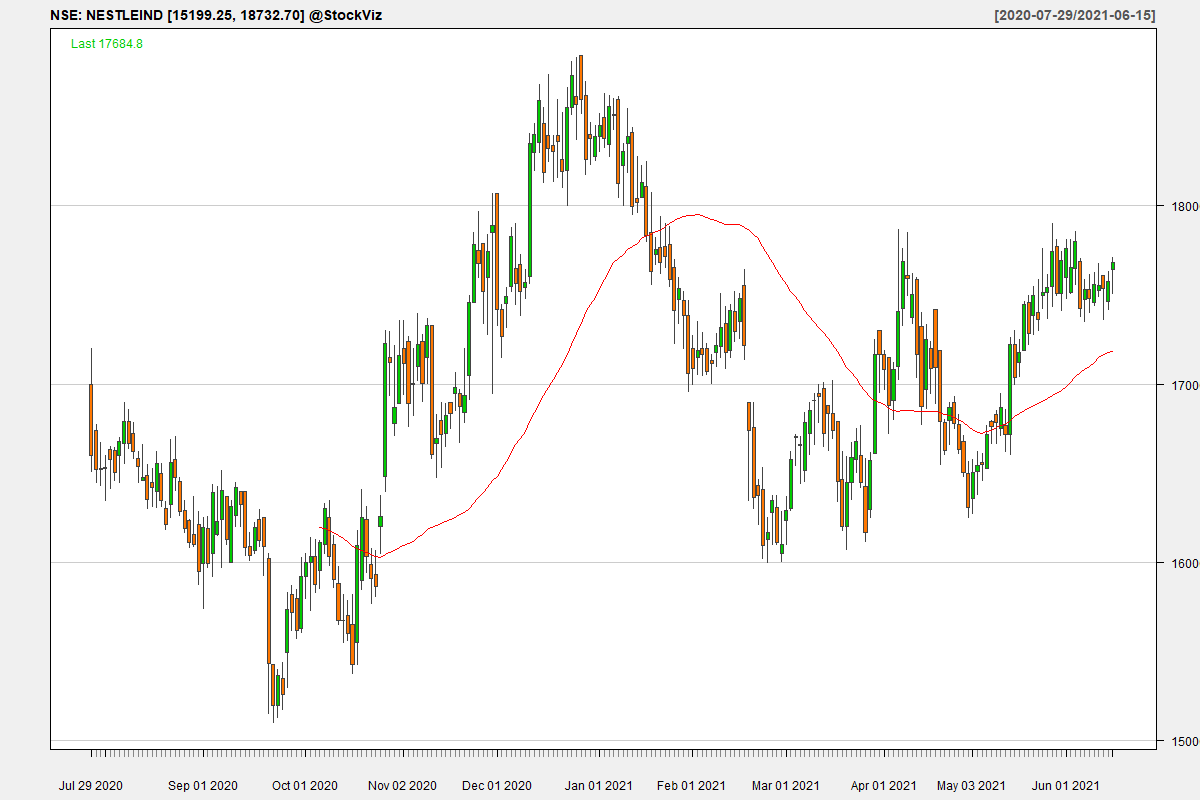 NSE: NESTLEIND [15199.25, 18732.70] @StockViz [2020-07-29/2021-06-15]
Last 17684.8
1800
1700
1600
1500
Jul 29 2020 Sep 01 2020 Oct 01 2020 Nov 02 2020 Dec 01 2020 Jan 01 2021 Feb 01 2021 Mar 01 2021 Apr 01 2021 May 03 2021 Jun 01 2021